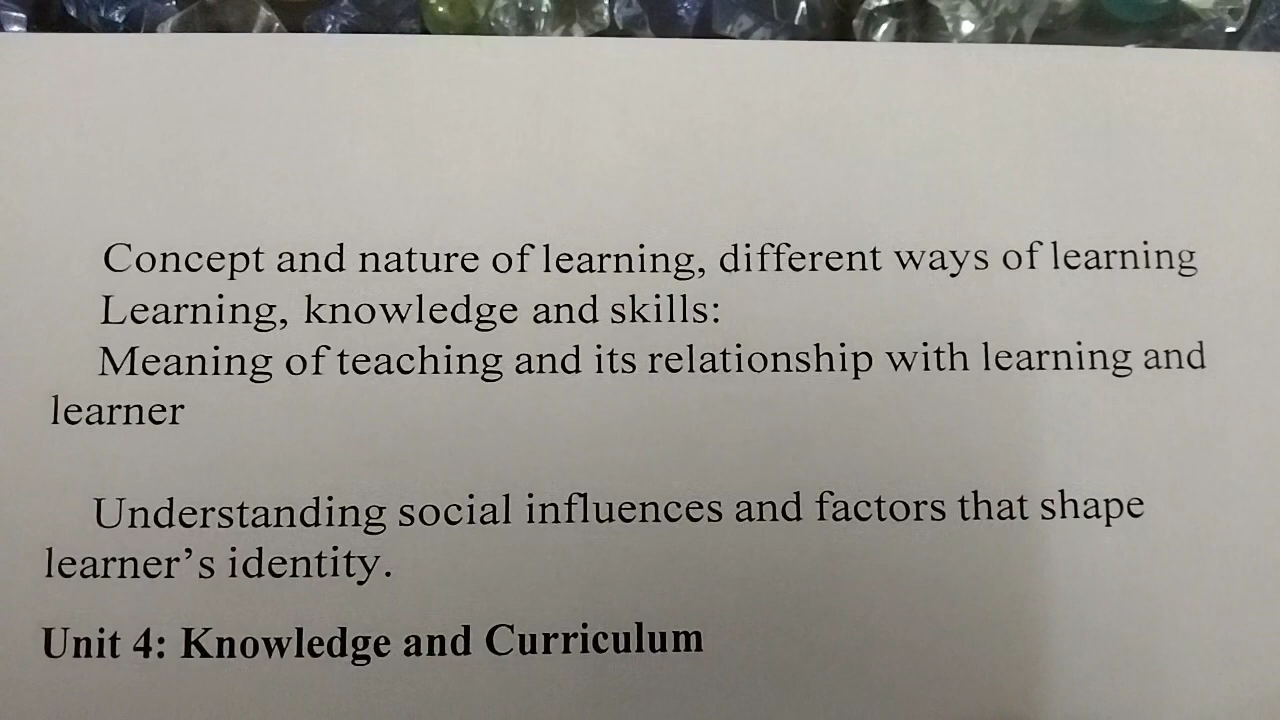 Concept and nature of learning, different ways of learning
Learning, knowledge and skills:
Meaning of teaching and its relationship with learning and
learner
Understanding social influences and factors that shape
learner’s identity.
Unit 4: Knowledge and Curriculum